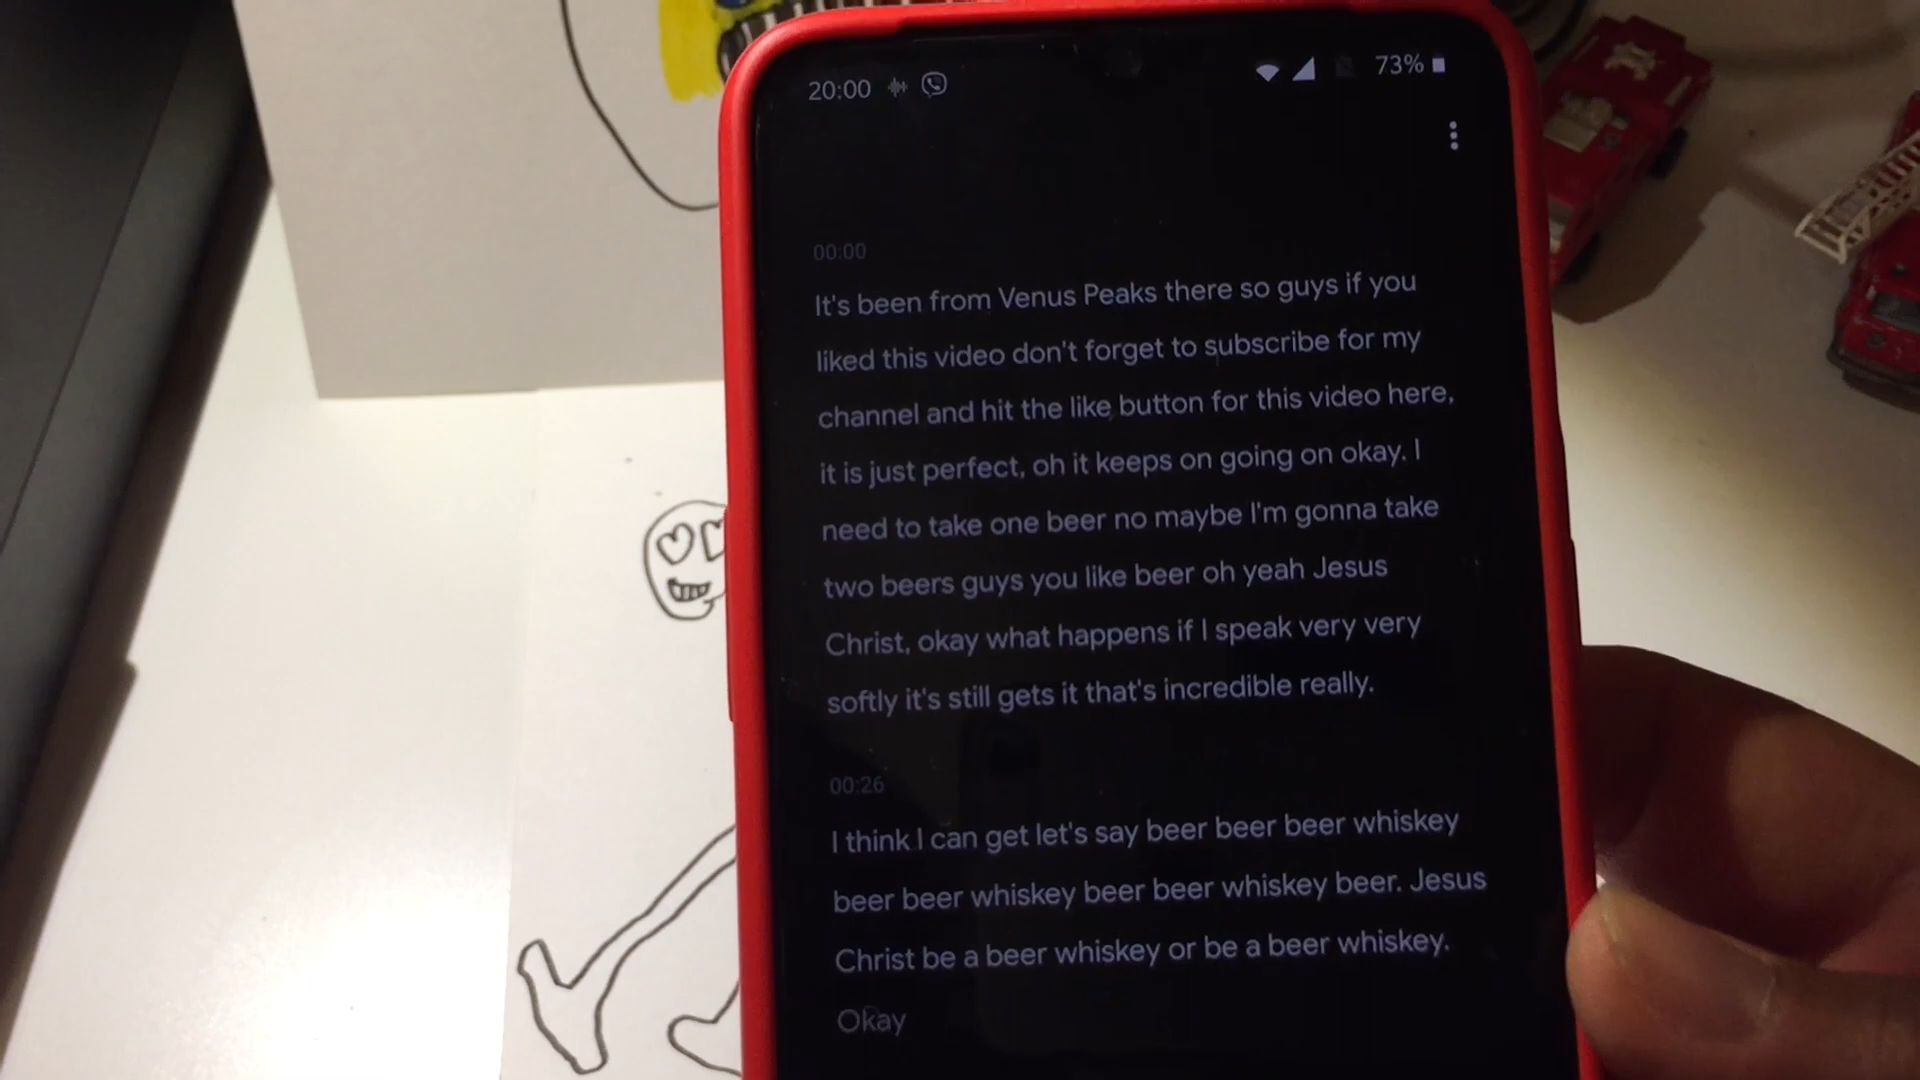 20:00
73%
00:00
It's been from Venus Peaks there so guys if you
liked this video don't forget to subscribe for my
channel and hit the like button for this video here,
it is just perfect, oh it keeps on going on okay. I
need to take one beer no maybe I'm gonna take
two beers guys you like beer oh yeah Jesus
Christ, okay what happens if I speak very very
softly it's still gets it that's incredible really.
00:26
I think I can get let's say beer beer beer whiskey
beer beer whiskey beer beer whiskey beer. Jesus
Christ be a beer whiskey or be a beer whiskey.
Okay